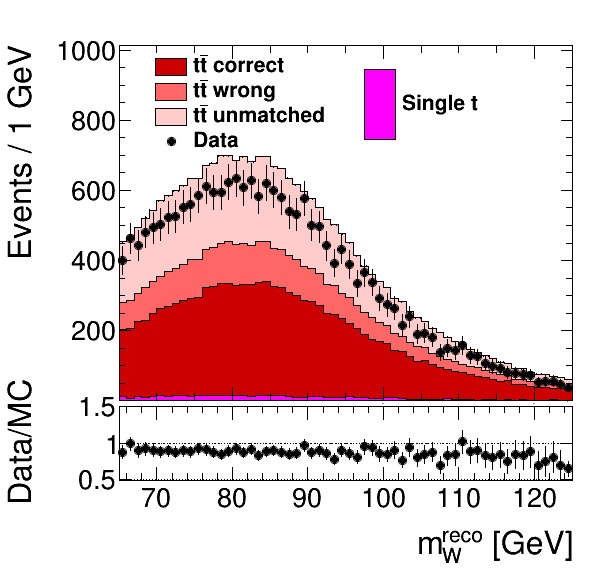 Events / 1 GeV
1000
800
600
400
200
tt̄ correct
tt̄ wrong
tt̄ unmatched
Data
Single t
Data/MC
1.5
1
0.5
70 80 90 100 110 120
m_W^reco [GeV]